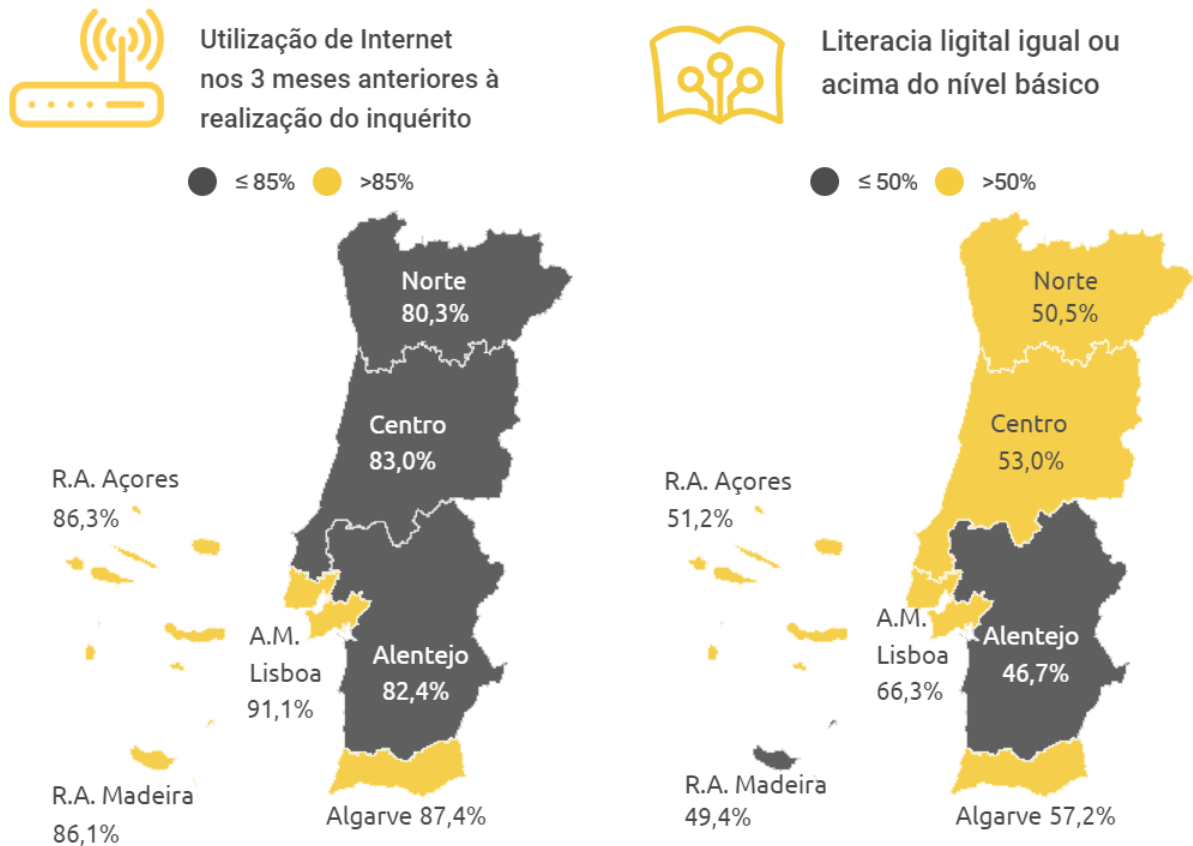 Utilização de Internet
nos 3 meses anteriores à
realização do inquérito
≤ 85% >85%
Norte
80,3%
Centro
83,0%
R.A. Açores
86,3%
A.M.
Lisboa
91,1%
Alentejo
82,4%
R.A. Madeira
86,1%
Algarve 87,4%
Literacia ligital igual ou
acima do nível básico
≤ 50% >50%
Norte
50,5%
Centro
53,0%
R.A. Açores
51,2%
A.M.
Lisboa
66,3%
Alentejo
46,7%
R.A. Madeira
49,4%
Algarve 57,2%